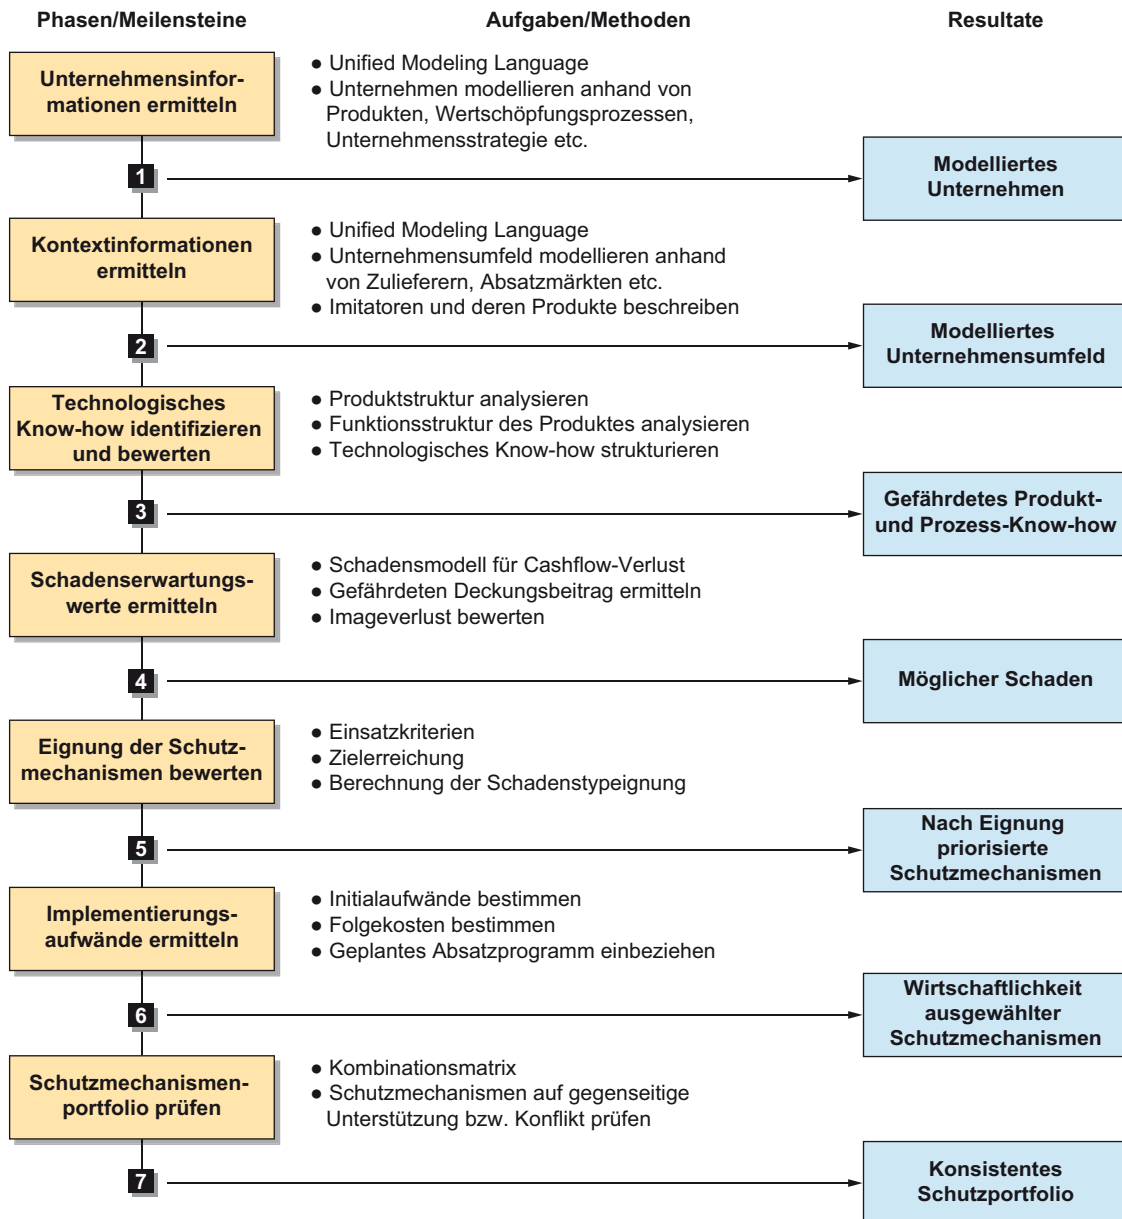 Phasen/Meilensteine
Aufgaben/Methoden
Resultate
Unternehmensinfor-
mationen ermitteln
● Unified Modeling Language
● Unternehmen modellieren anhand von
Produkten, Wertschöpfungsprozessen,
Unternehmensstrategie etc.
1
Modelliertes
Unternehmen
Kontextinformationen
ermitteln
● Unified Modeling Language
● Unternehmensumfeld modellieren anhand
von Zulieferern, Absatzmärkten etc.
● Imitatoren und deren Produkte beschreiben
2
Modelliertes
Unternehmensumfeld
Technologisches
Know-how identifizieren
und bewerten
● Produktstruktur analysieren
● Funktionsstruktur des Produktes analysieren
● Technologisches Know-how strukturieren
3
Gefährdetes Produkt-
und Prozess-Know-how
Schadenserwartungs-
werte ermitteln
● Schadensmodell für Cashflow-Verlust
● Gefährdeten Deckungsbeitrag ermitteln
● Imageverlust bewerten
4
Möglicher Schaden
Eignung der Schutz-
mechanismen bewerten
● Einsatzkriterien
● Zielerreichung
● Berechnung der Schadenstypeignung
5
Nach Eignung
priorisierte
Schutzmechanismen
Implementierungs-
aufwände ermitteln
● Initialaufwände bestimmen
● Folgekosten bestimmen
● Geplantes Absatzprogramm einbeziehen
6
Wirtschaftlichkeit
ausgewählter
Schutzmechanismen
Schutzmechanismen-
portfolio prüfen
● Kombinationsmatrix
● Schutzmechanismen auf gegenseitige
Unterstützung bzw. Konflikt prüfen
7
Konsistentes
Schutzportfolio